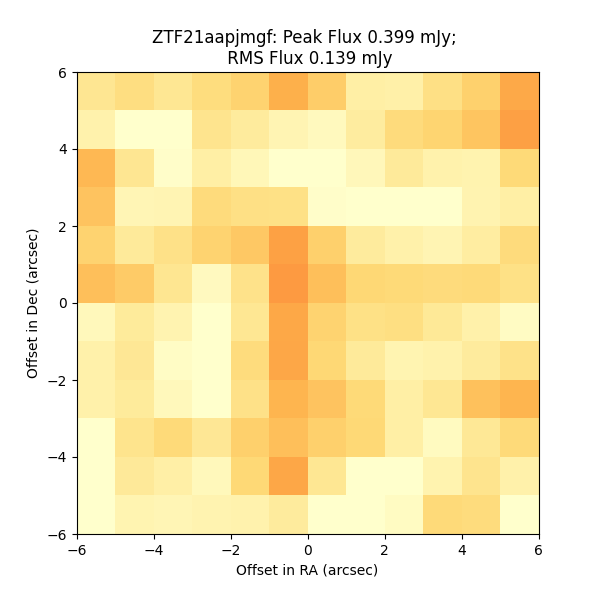 ZTF21aapjmgf: Peak Flux 0.399 mJy;
RMS Flux 0.139 mJy
6
4
2
0
−2
−4
−6
Offset in Dec (arcsec)
−6 −4 −2 0 2 4 6
Offset in RA (arcsec)